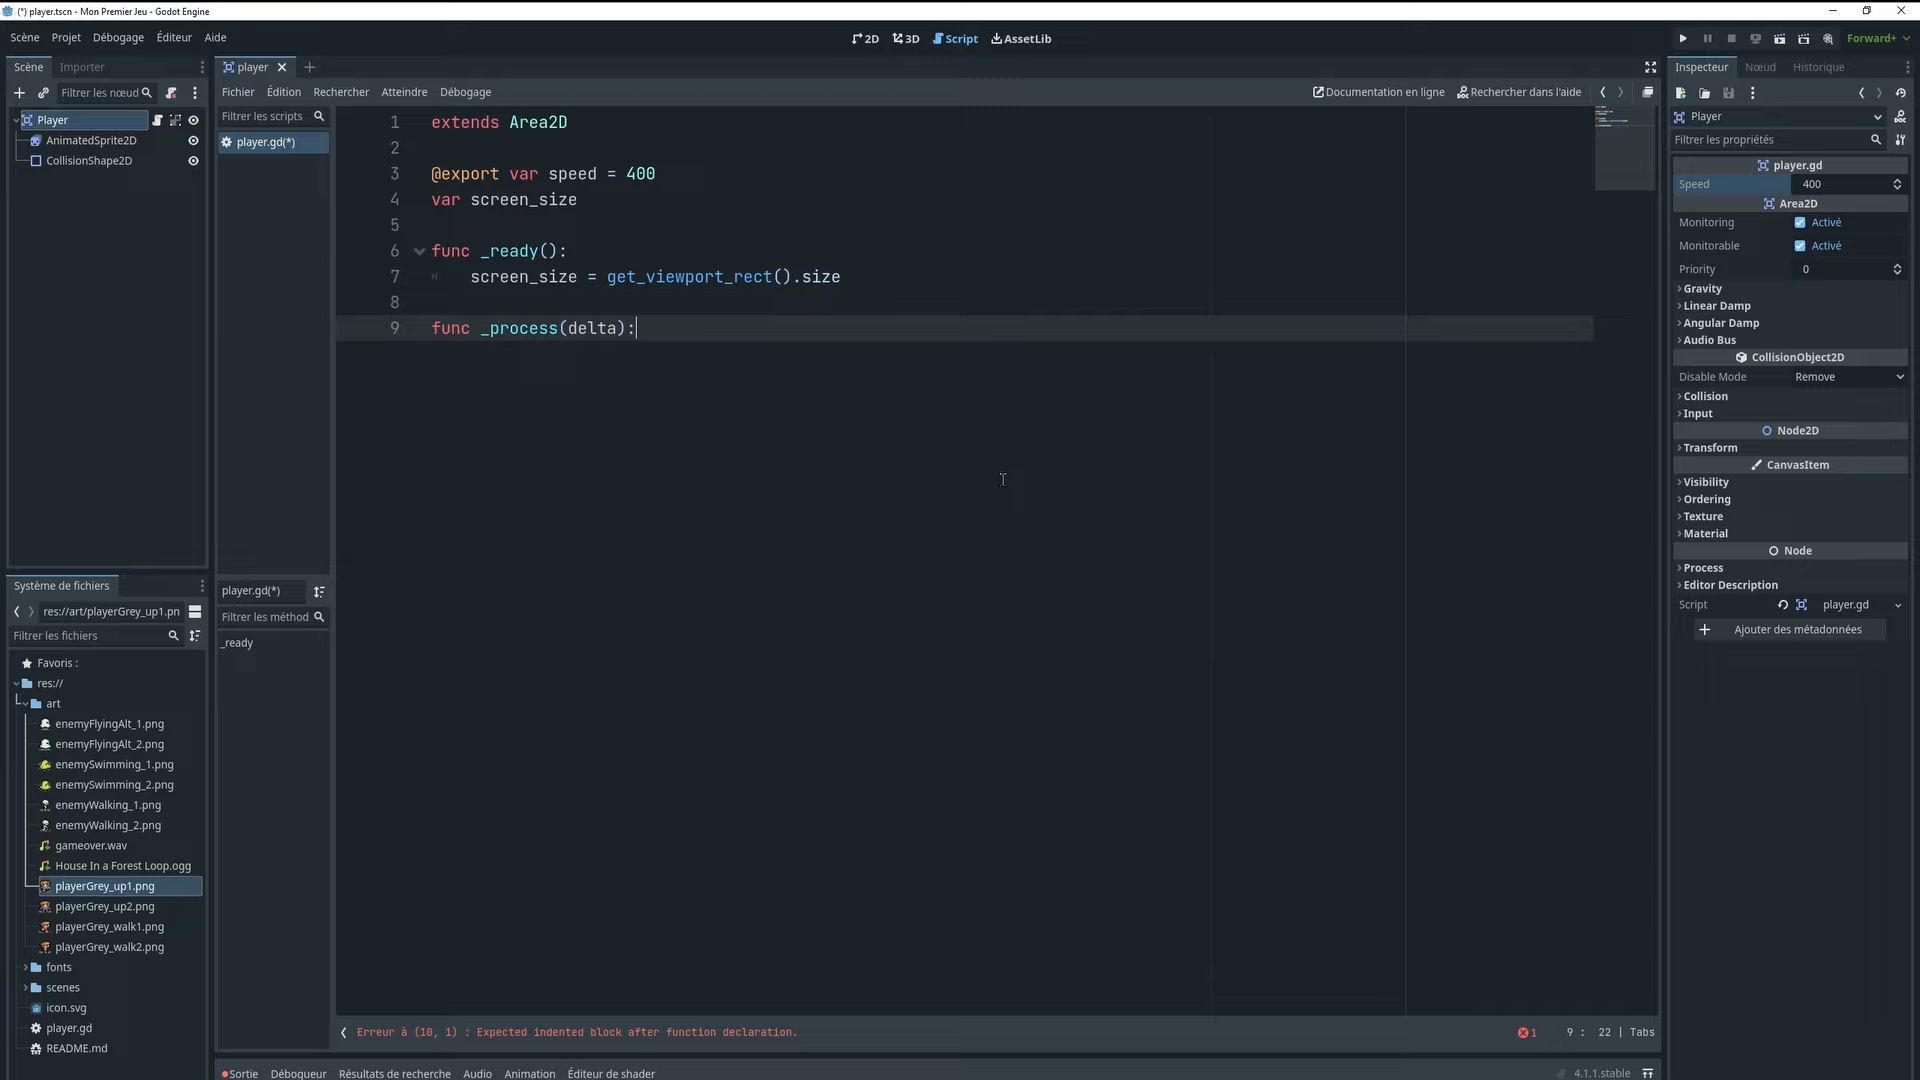 (*) player.tscn - Mon Premier Jeu - Godot Engine
Scène Projet Débogage Éditeur Aide
2D 3D Script AssetLib
Forward+
Scène Importer
Filtrer les nœud
Player
AnimatedSprite2D
CollisionShape2D
player
Fichier Édition Rechercher Atteindre Débogage
Documentation en ligne Rechercher dans l'aide
Filtrer les scripts
player.gd(*)
1 extends Area2D
2
3 @export var speed = 400
4 var screen_size
5
6 func _ready():
7 screen_size = get_viewport_rect().size
8
9 func _process(delta):
player.gd(*)
Filtrer les méthod
_ready
Erreur à (10, 1) : Expected indented block after function declaration.
1 9 : 22 | Tabs
Sortie Débogueur Résultats de recherche Audio Animation Éditeur de shader
4.1.1.stable
Système de fichiers
res://art/playerGrey_up1.pn
Filtrer les fichiers
Favoris :
res://
art
enemyFlyingAlt_1.png
enemyFlyingAlt_2.png
enemySwimming_1.png
enemySwimming_2.png
enemyWalking_1.png
enemyWalking_2.png
gameover.wav
House In a Forest Loop.ogg
playerGrey_up1.png
playerGrey_up2.png
playerGrey_walk1.png
playerGrey_walk2.png
fonts
scenes
icon.svg
player.gd
README.md
Inspecteur Nœud Historique
Player
Filtrer les propriétés
player.gd
Speed 400
Area2D
Monitoring Activé
Monitorable Activé
Priority 0
Gravity
Linear Damp
Angular Damp
Audio Bus
CollisionObject2D
Disable Mode Remove
Collision
Input
Node2D
Transform
CanvasItem
Visibility
Ordering
Texture
Material
Node
Process
Editor Description
Script player.gd
Ajouter des métadonnées